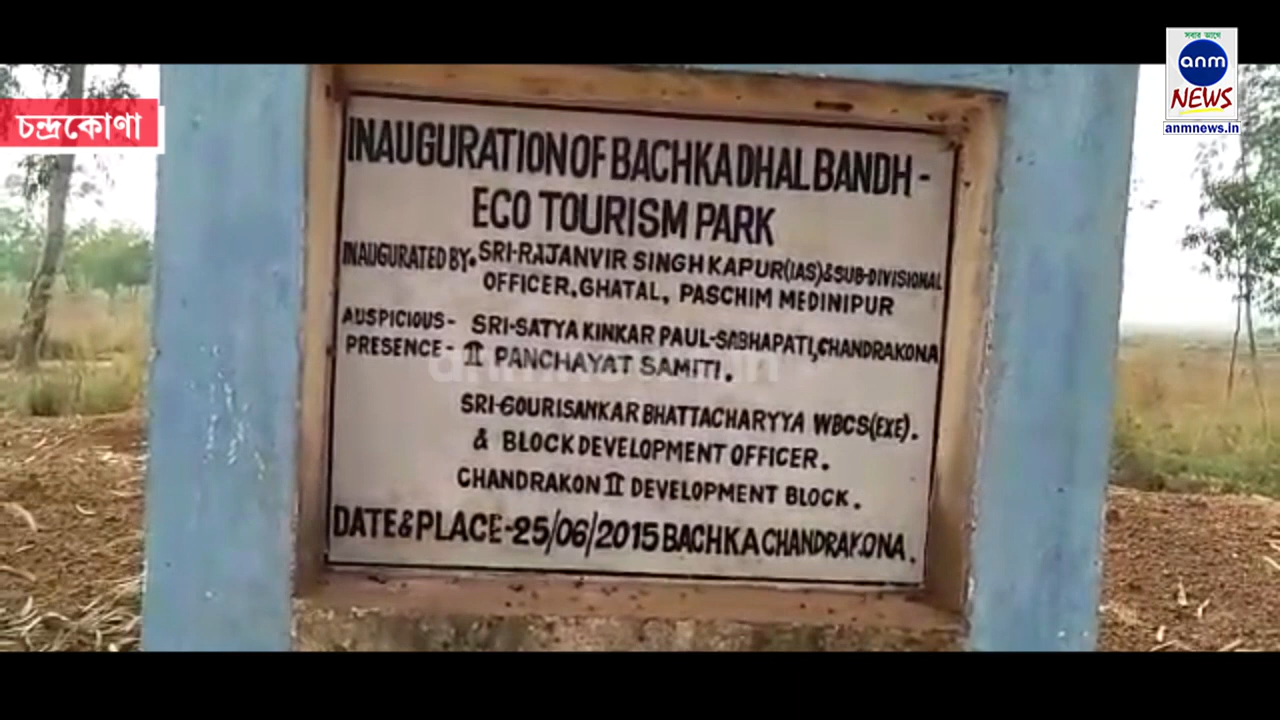 সবার আগে
anm
NEWS
anmnews.in
চন্দ্রকোণা
INAUGURATION OF BACHKA DHAL BANDH -
ECO TOURISM PARK
INAUGURATED BY. SRI-RAJANVIR SINGH KAPUR(IAS)&SUB-DIVISIONAL
OFFICER, GHATAL, PASCHIM MEDINIPUR
AUSPICIOUS- SRI-SATYA KINKAR PAUL-SABHAPATI, CHANDRAKONA
PRESENCE- II PANCHAYAT SAMITI.
SRI-GOURISANKAR BHATTACHARYYA WBCS(EXE).
& BLOCK DEVELOPMENT OFFICER.
CHANDRAKON II DEVELOPMENT BLOCK.
DATE&PLACE-25/06/2015 BACHKA CHANDRAKONA.